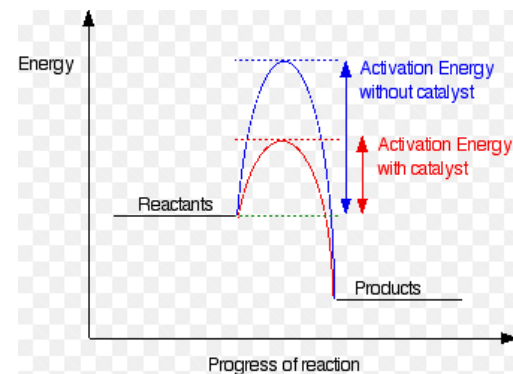 Energy
Activation Energy
without catalyst
Activation Energy
with catalyst
Reactants
Products
Progress of reaction